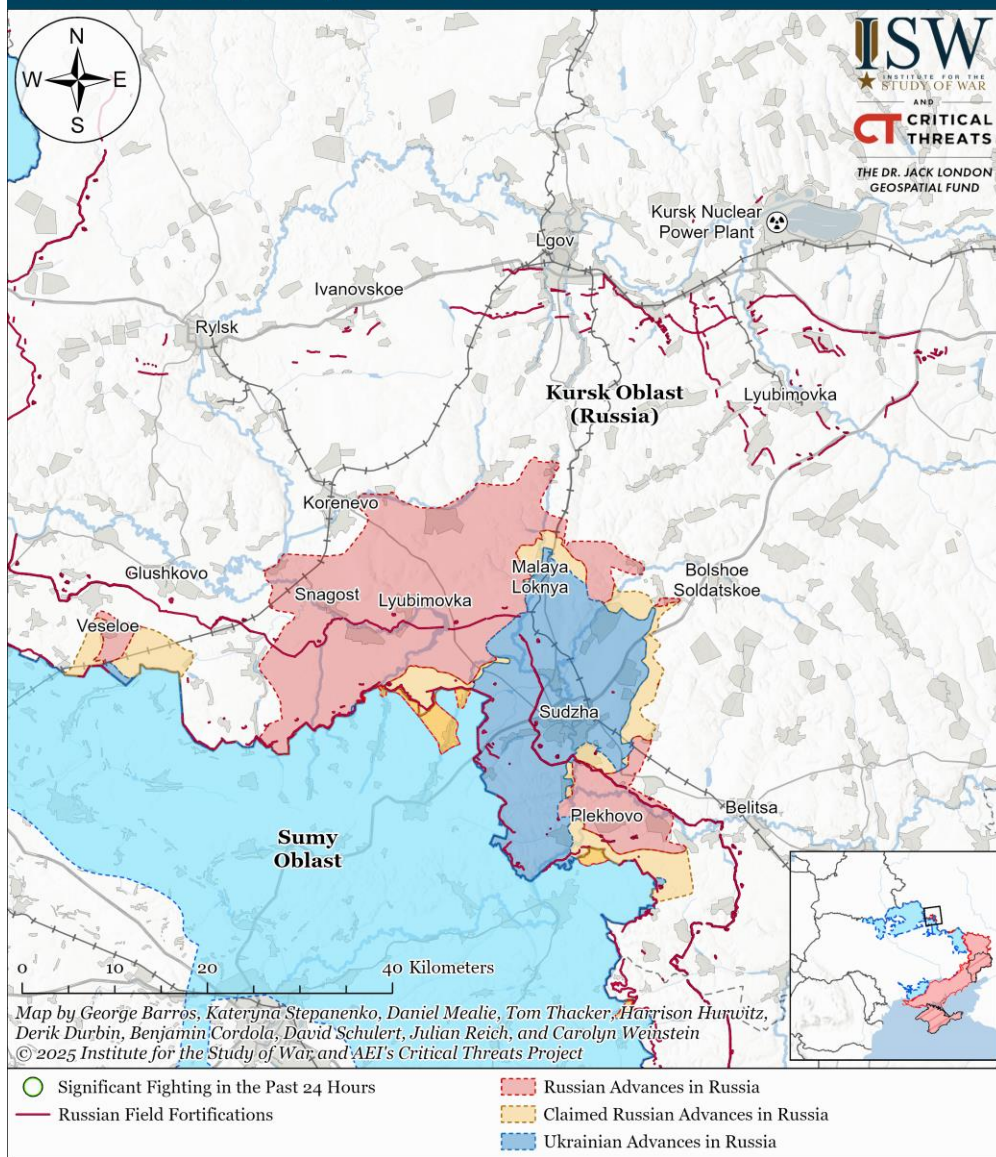 N
W E
S
ISW
INSTITUTE FOR THE
STUDY OF WAR
AND
CT CRITICAL
THREATS
THE DR. JACK LONDON
GEOSPATIAL FUND
Kursk Nuclear
Power Plant
Lgov
Ivanovskoe
Rylsk
Kursk Oblast
(Russia)
Lyubimovka
Korenevo
Glushkovo
Malaya
Loknya
Bolshoe
Soldatskoe
Snagost
Lyubimovka
Veseloe
Sudzha
Belitsa
Plekhovo
Sumy
Oblast
0 10 20 40 Kilometers
Map by George Barros, Kateryna Stepanenko, Daniel Mealie, Tom Thacker, Harrison Hurwitz,
Derik Durbin, Benjamin Cordola, David Schulert, Julian Reich, and Carolyn Weinstein
© 2025 Institute for the Study of War and AEI's Critical Threats Project
Significant Fighting in the Past 24 Hours
Russian Field Fortifications
Russian Advances in Russia
Claimed Russian Advances in Russia
Ukrainian Advances in Russia